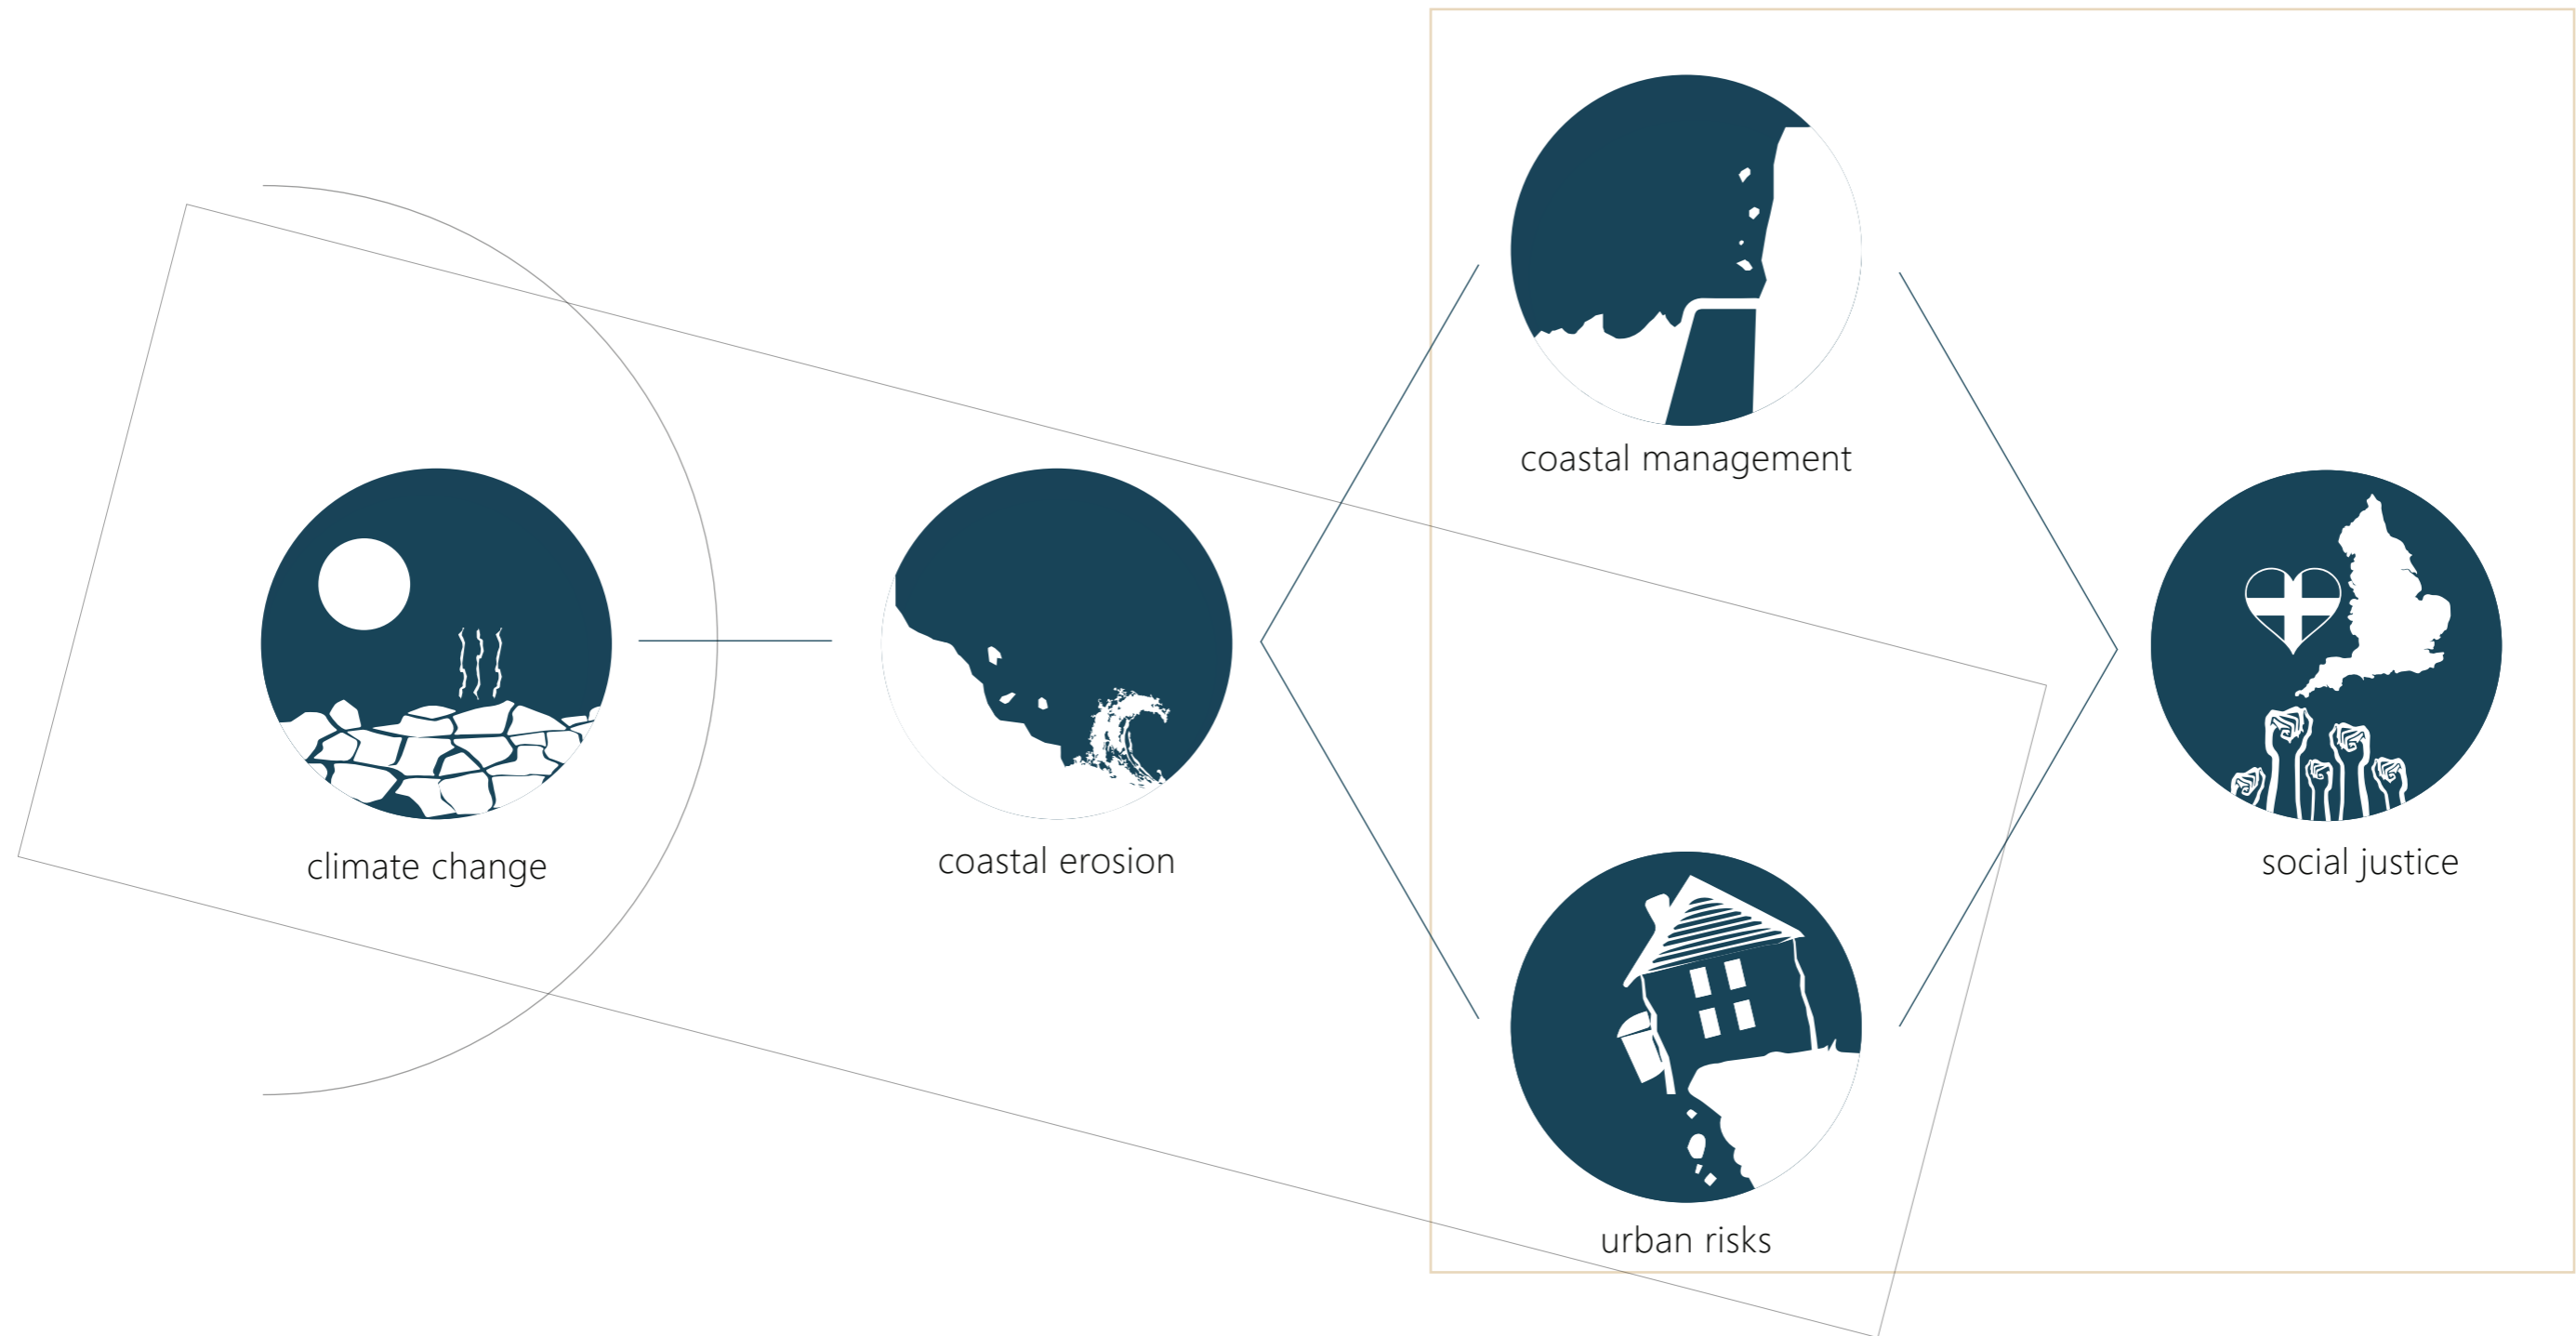 coastal management
climate change
coastal erosion
social justice
urban risks